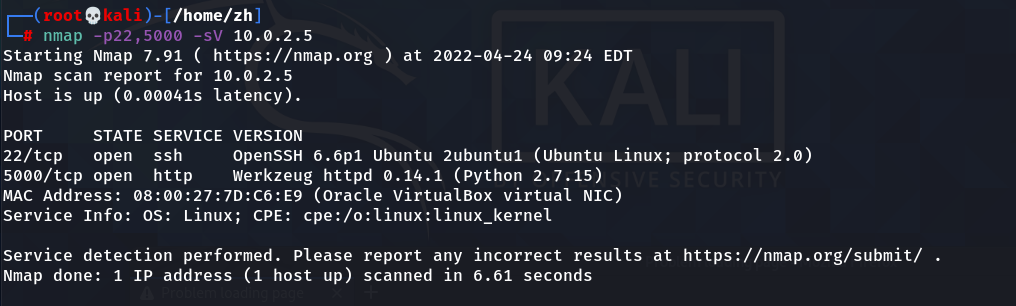 (root💀kali)-[/home/zh]
# nmap -p22,5000 -sV 10.0.2.5
Starting Nmap 7.91 ( https://nmap.org ) at 2022-04-24 09:24 EDT
Nmap scan report for 10.0.2.5
Host is up (0.00041s latency).
PORT     STATE SERVICE VERSION
22/tcp   open  ssh     OpenSSH 6.6p1 Ubuntu 2ubuntu1 (Ubuntu Linux; protocol 2.0)
5000/tcp open  http    Werkzeug httpd 0.14.1 (Python 2.7.15)
MAC Address: 08:00:27:7D:C6:E9 (Oracle VirtualBox virtual NIC)
Service Info: OS: Linux; CPE: cpe:/o:linux:linux_kernel
Service detection performed. Please report any incorrect results at https://nmap.org/submit/ .
Nmap done: 1 IP address (1 host up) scanned in 6.61 seconds
KALI
OFFENSIVE SECURITY
Problem loading page